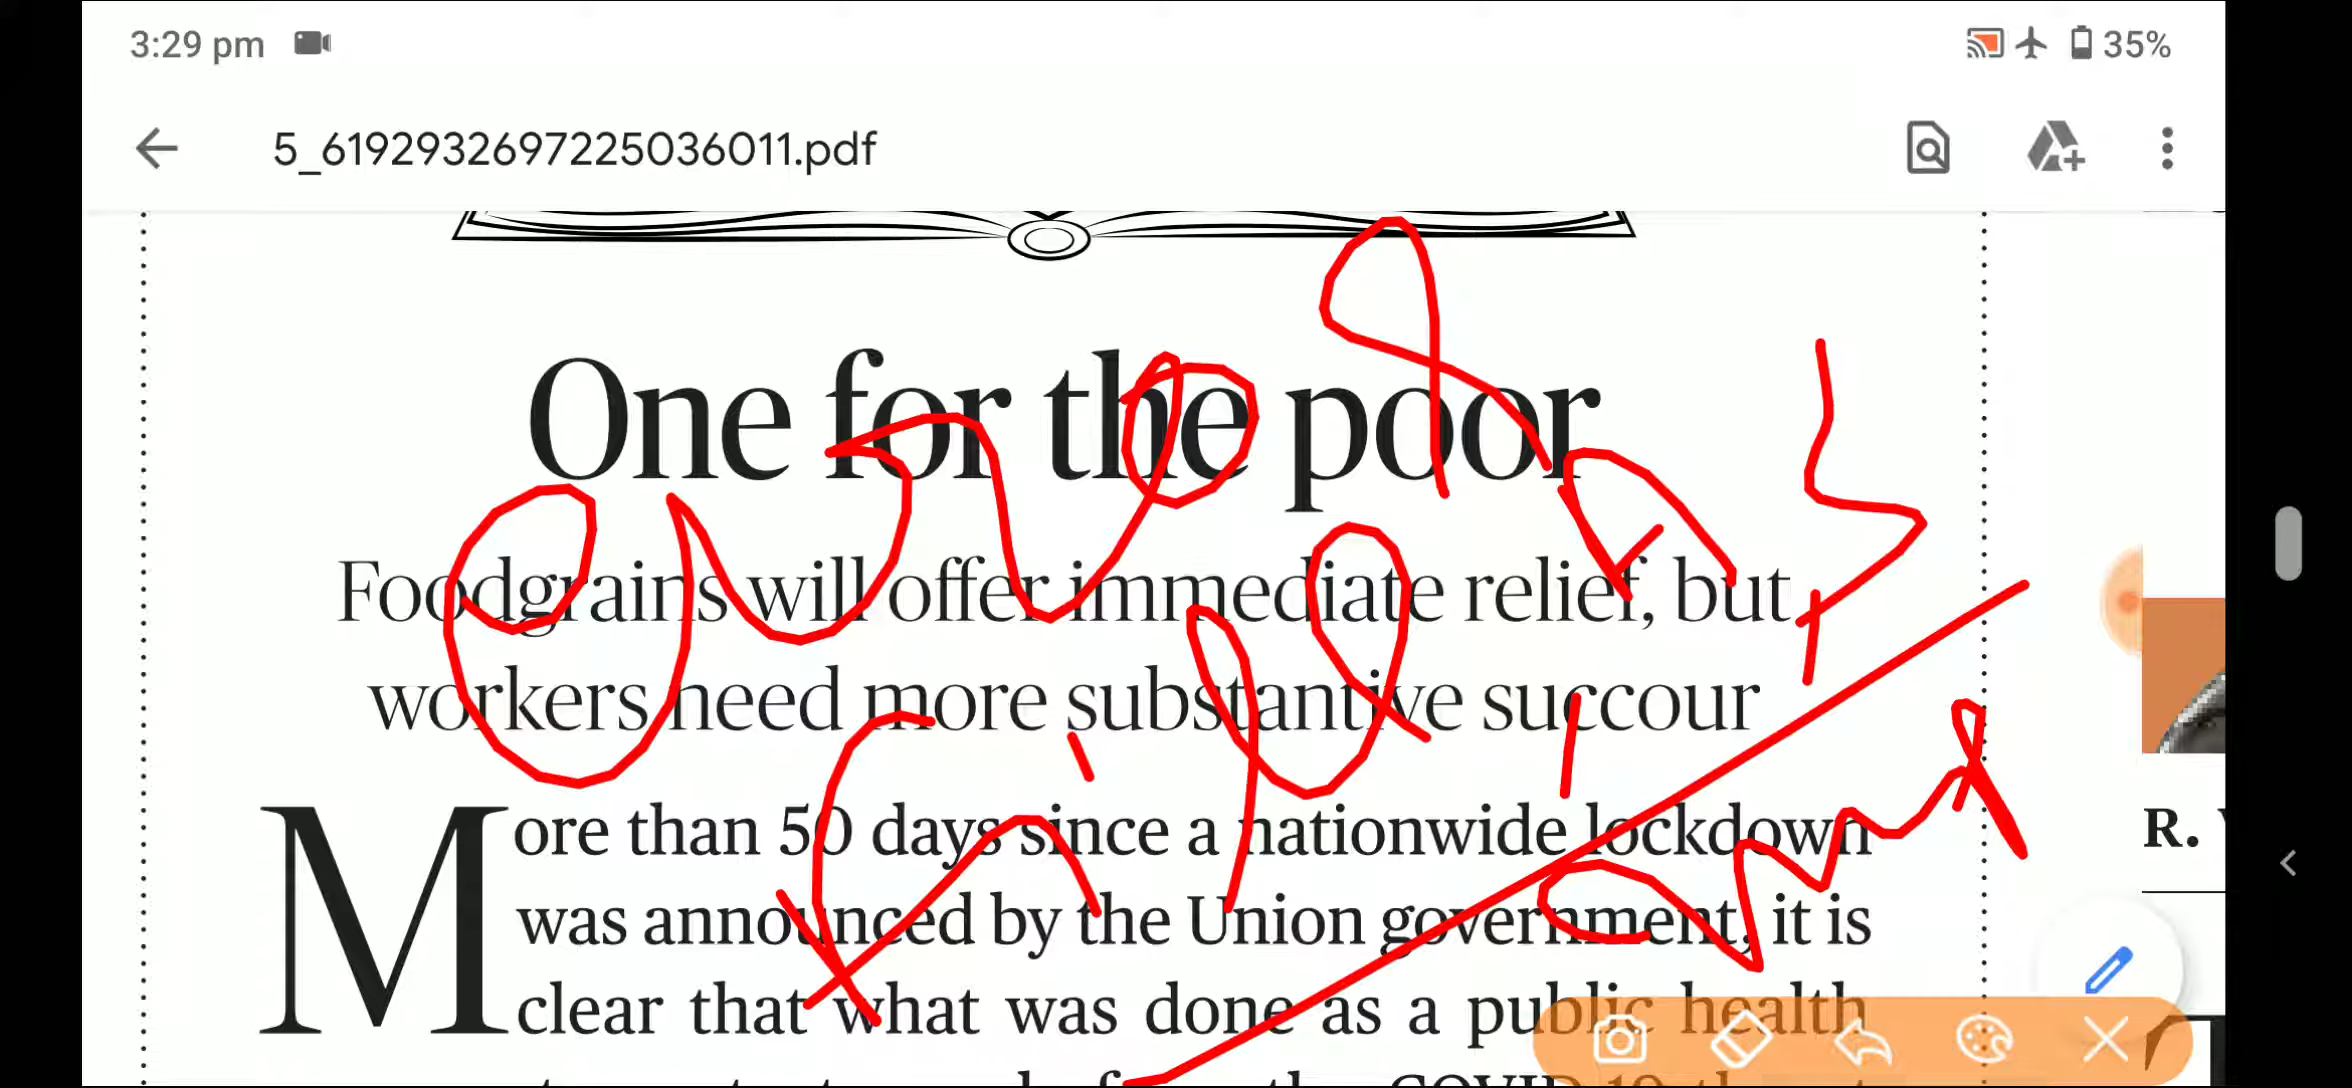 3:29 pm 35%
5_6192932697225036011.pdf
One for the poor
Foodgrains will offer immediate relief, but
workers need more substantive succour
More than 50 days since a nationwide lockdown
was announced by the Union government, it is
clear that what was done as a public health
R.